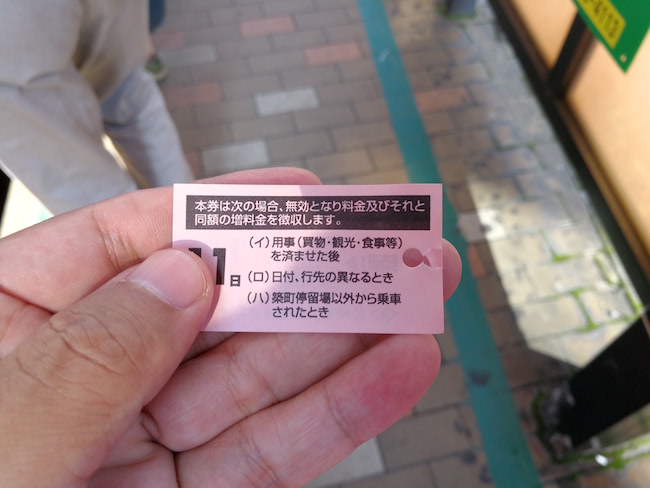 本券は次の場合、無効となり料金及びそれと
同額の増料金を徴収します。
(イ)用事(買物・観光・食事等)
を済ませた後
11日
(ロ)日付、行先の異なるとき
(ハ)築町停留場以外から乗車
されたとき